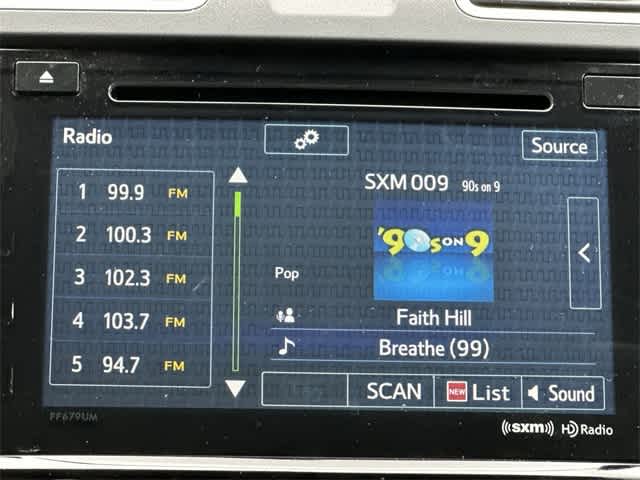 Radio
Source
1 99.9 FM
2 100.3 FM
3 102.3 FM
4 103.7 FM
5 94.7 FM
SXM 009 90s on 9
'90s ON 9
Pop
Faith Hill
Breathe (99)
SCAN NEW List Sound
FF679UM
((sxm)) HD Radio